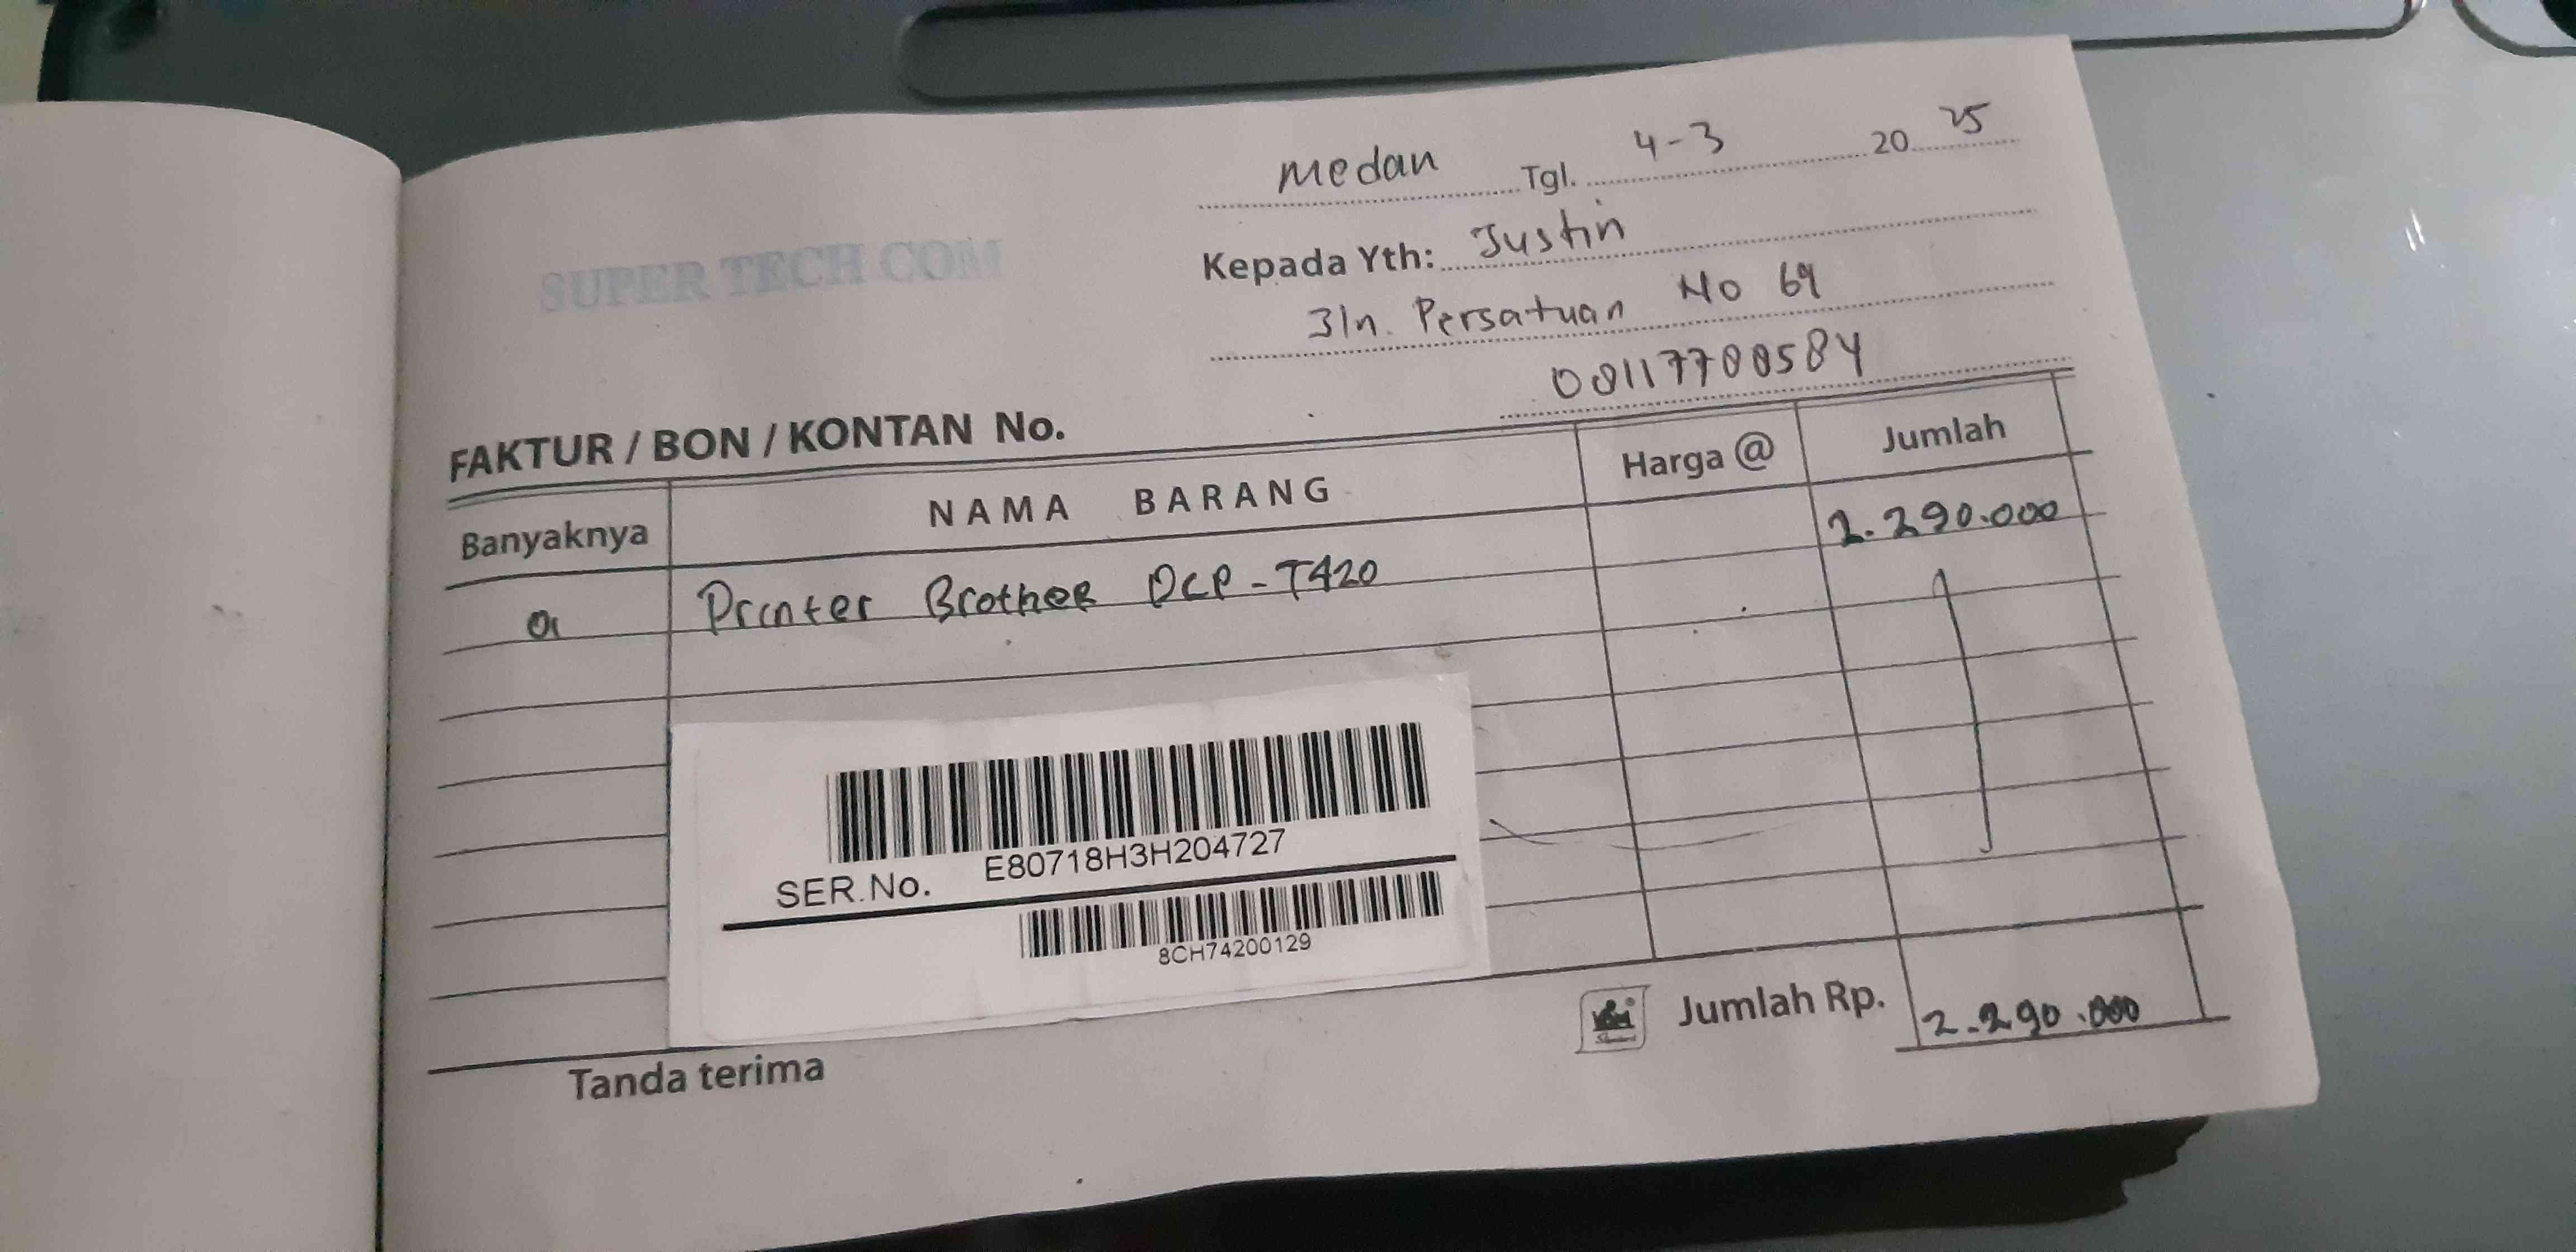 SUPER TECH COM
Medan Tgl. 4-3 20 25
Kepada Yth: Justin
Jln. Persatuan No 69
08117700584
FAKTUR / BON / KONTAN No.
Banyaknya NAMA BARANG Harga @ Jumlah
01 Printer Brother DCP-T420 2.290.000
E80718H3H204727
SER.No.
8CH74200129
Jumlah Rp. 2.290.000
Tanda terima